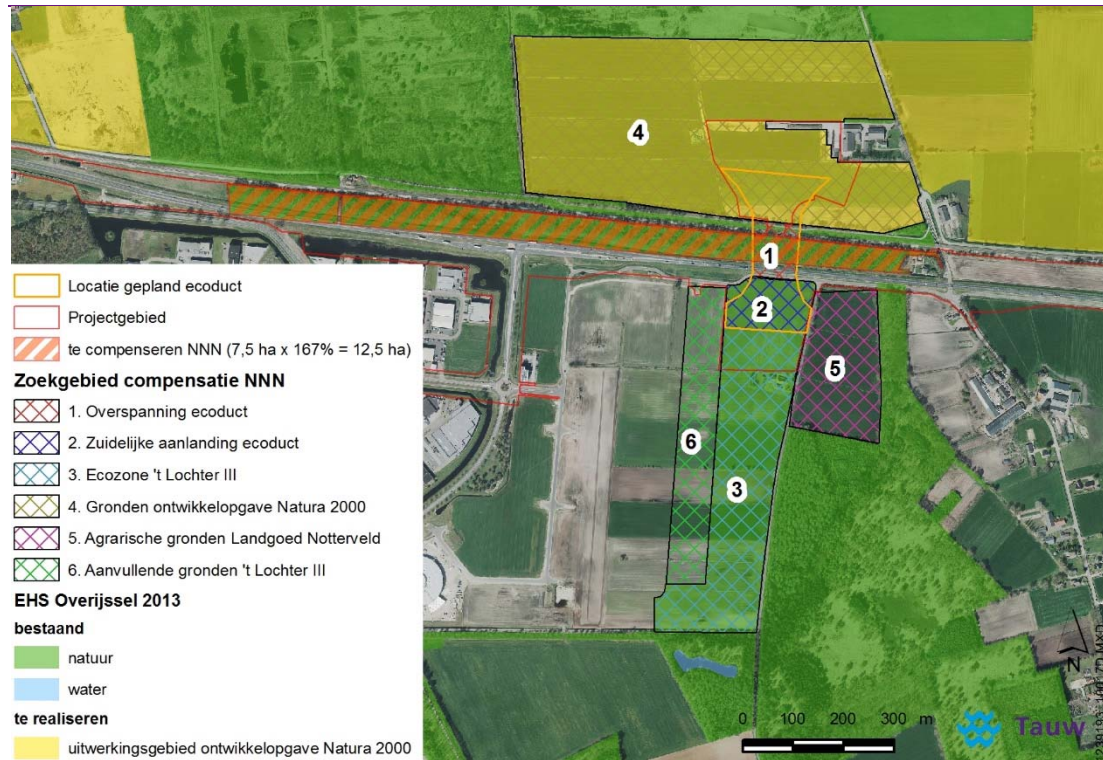 4
1
2
5
6
3
Locatie gepland ecoduct
Projectgebied
te compenseren NNN (7,5 ha x 167% = 12,5 ha)
Zoekgebied compensatie NNN
1. Overspanning ecoduct
2. Zuidelijke aanlanding ecoduct
3. Ecozone 't Lochter III
4. Gronden ontwikkelopgave Natura 2000
5. Agrarische gronden Landgoed Notterveld
6. Aanvullende gronden 't Lochter III
EHS Overijssel 2013
bestaand
natuur
water
te realiseren
uitwerkingsgebied ontwikkelopgave Natura 2000
N
0 100 200 300 m
Tauw